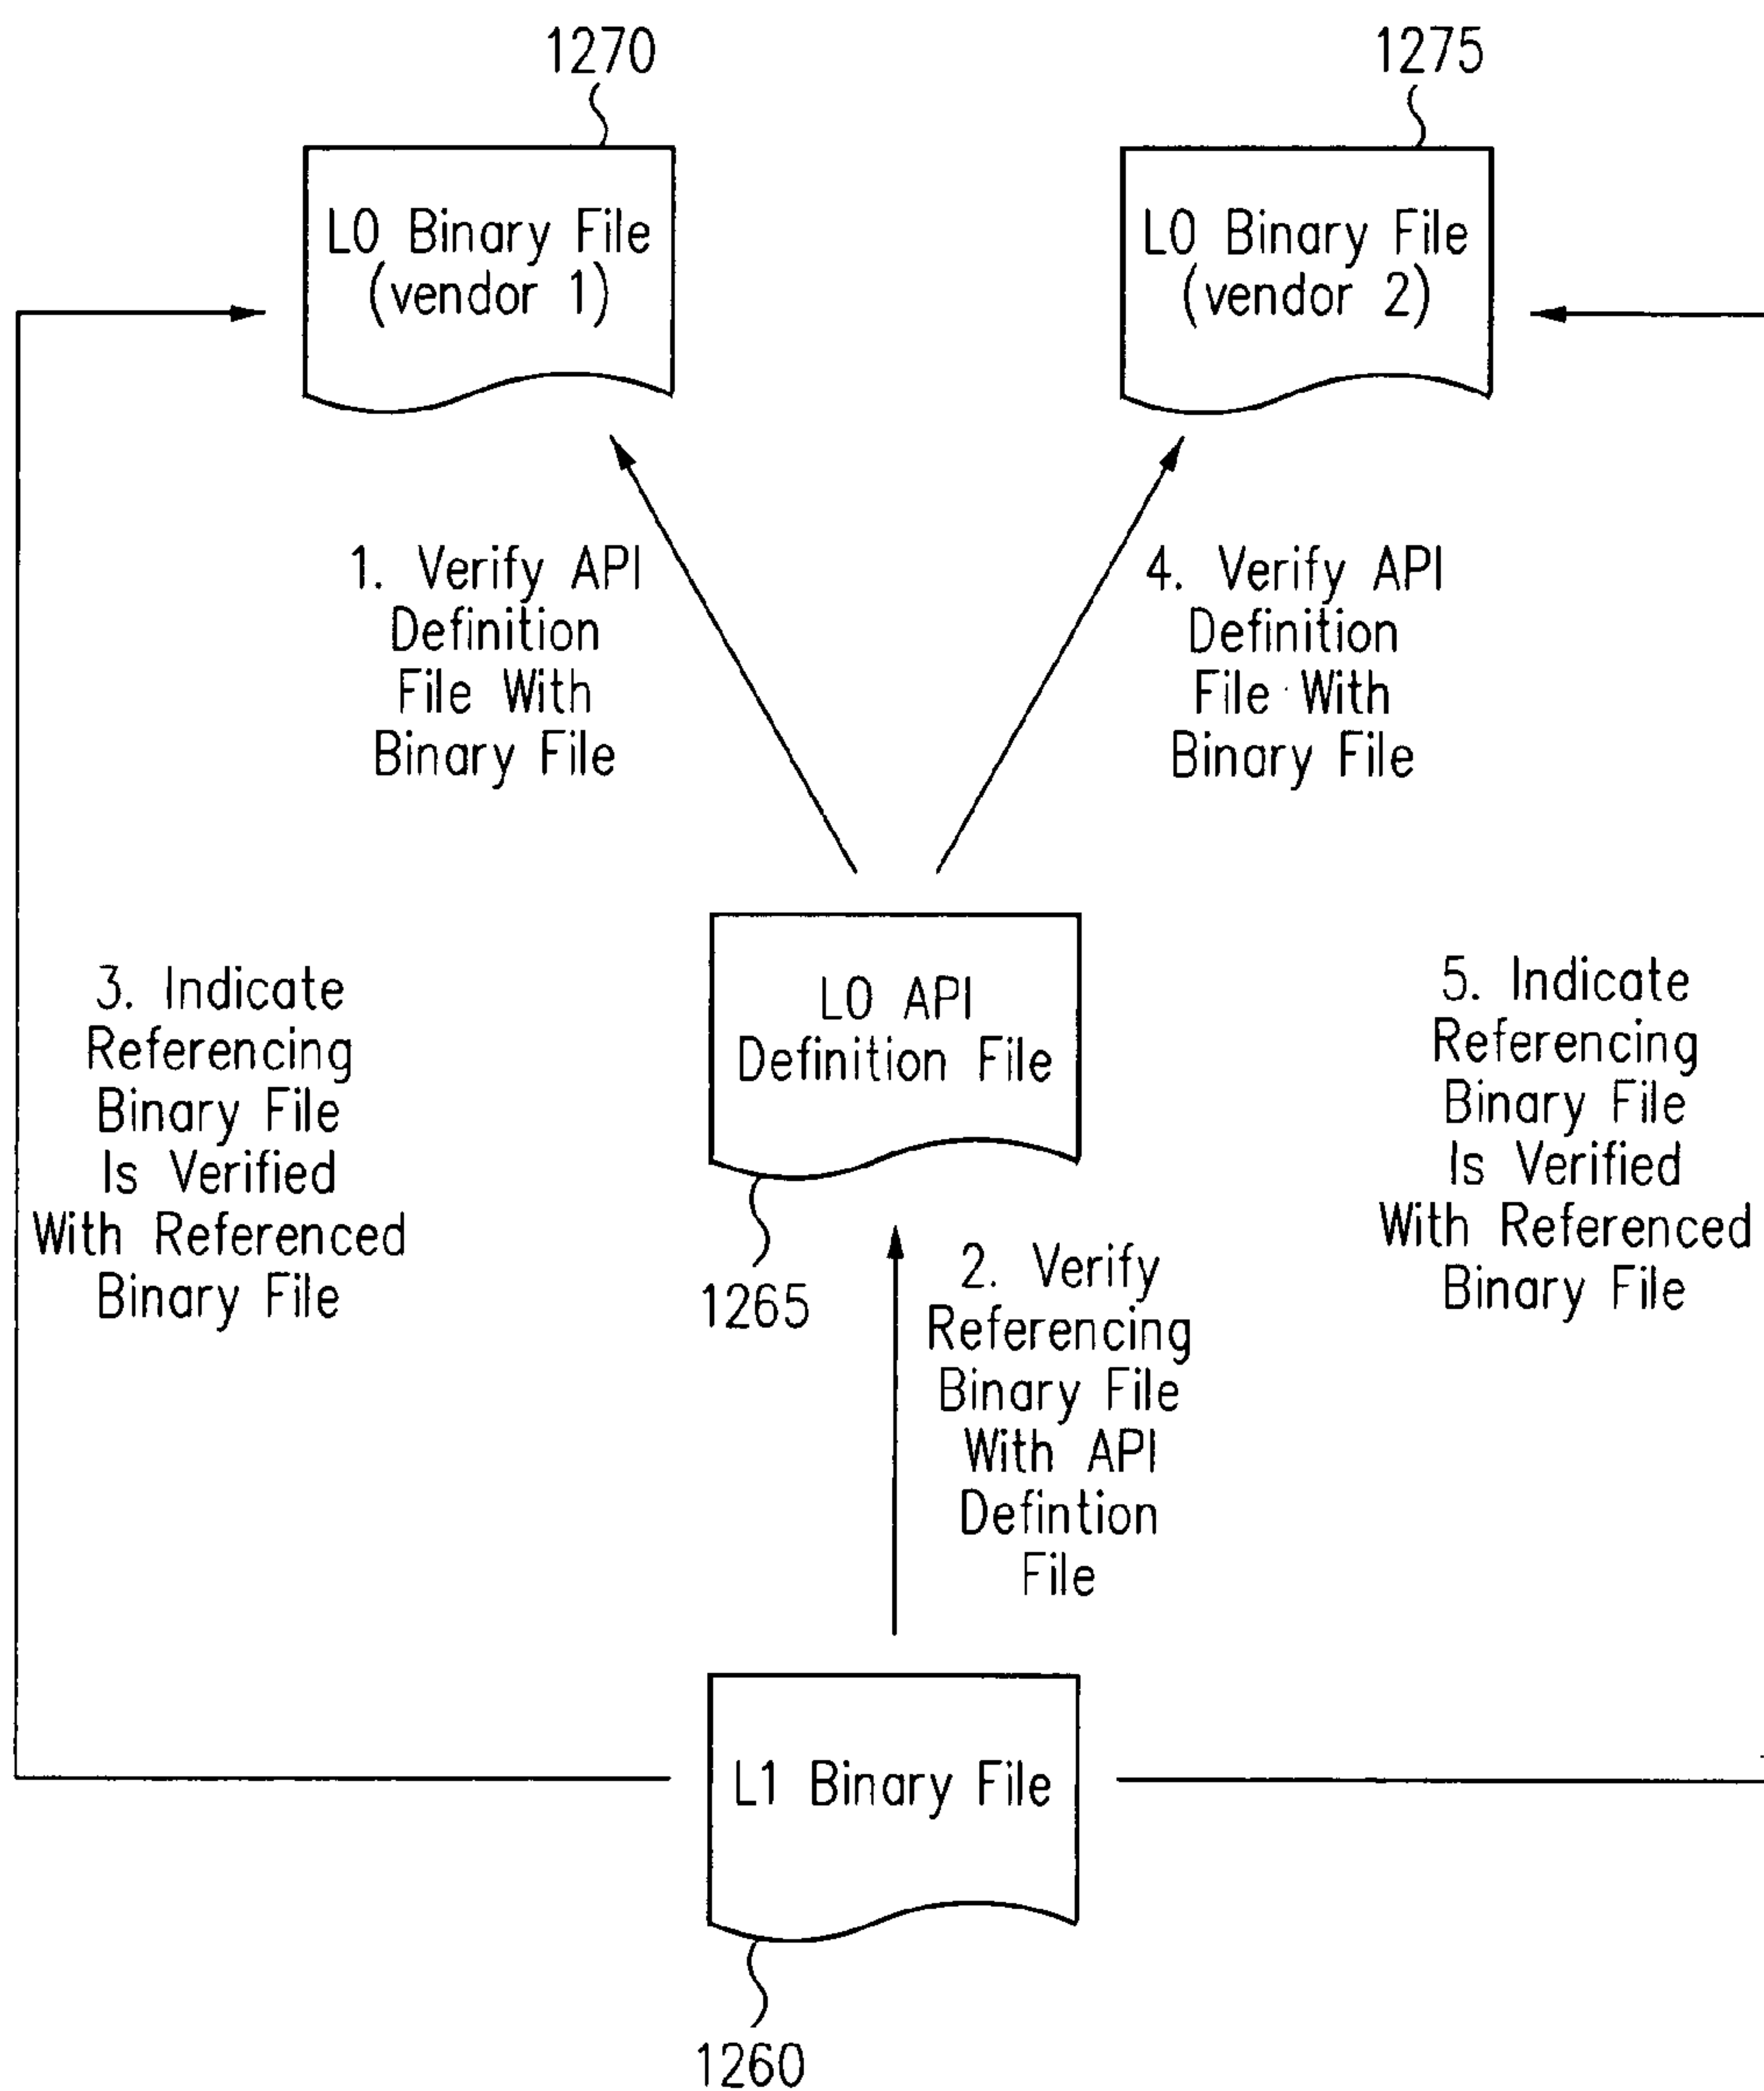 1270
1275
L0 Binary File
(vendor 1)
L0 Binary File
(vendor 2)
1. Verify API
Definition
File With
Binary File
4. Verify API
Definition
File With
Binary File
L0 API
Definition File
3. Indicate
Referencing
Binary File
Is Verified
With Referenced
Binary File
5. Indicate
Referencing
Binary File
Is Verified
With Referenced
Binary File
1265
2. Verify
Referencing
Binary File
With API
Defintion
File
L1 Binary File
1260